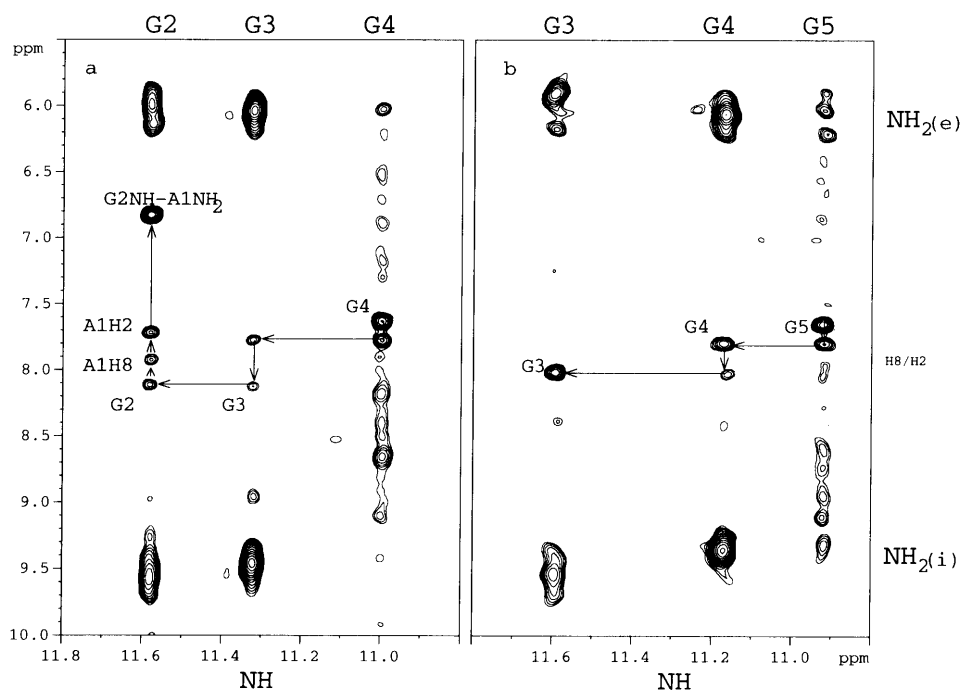 G2 G3 G4 G3 G4 G5
ppm
a b
6.0 NH2(e)
6.5
G2NH-A1NH2
7.0
7.5
G4
A1H2 G4 G5
A1H8 G3 H8/H2
8.0
G2 G3
8.5
9.0
9.5 NH2(i)
10.0
11.8 11.6 11.4 11.2 11.0 11.6 11.4 11.2 11.0 ppm
NH NH